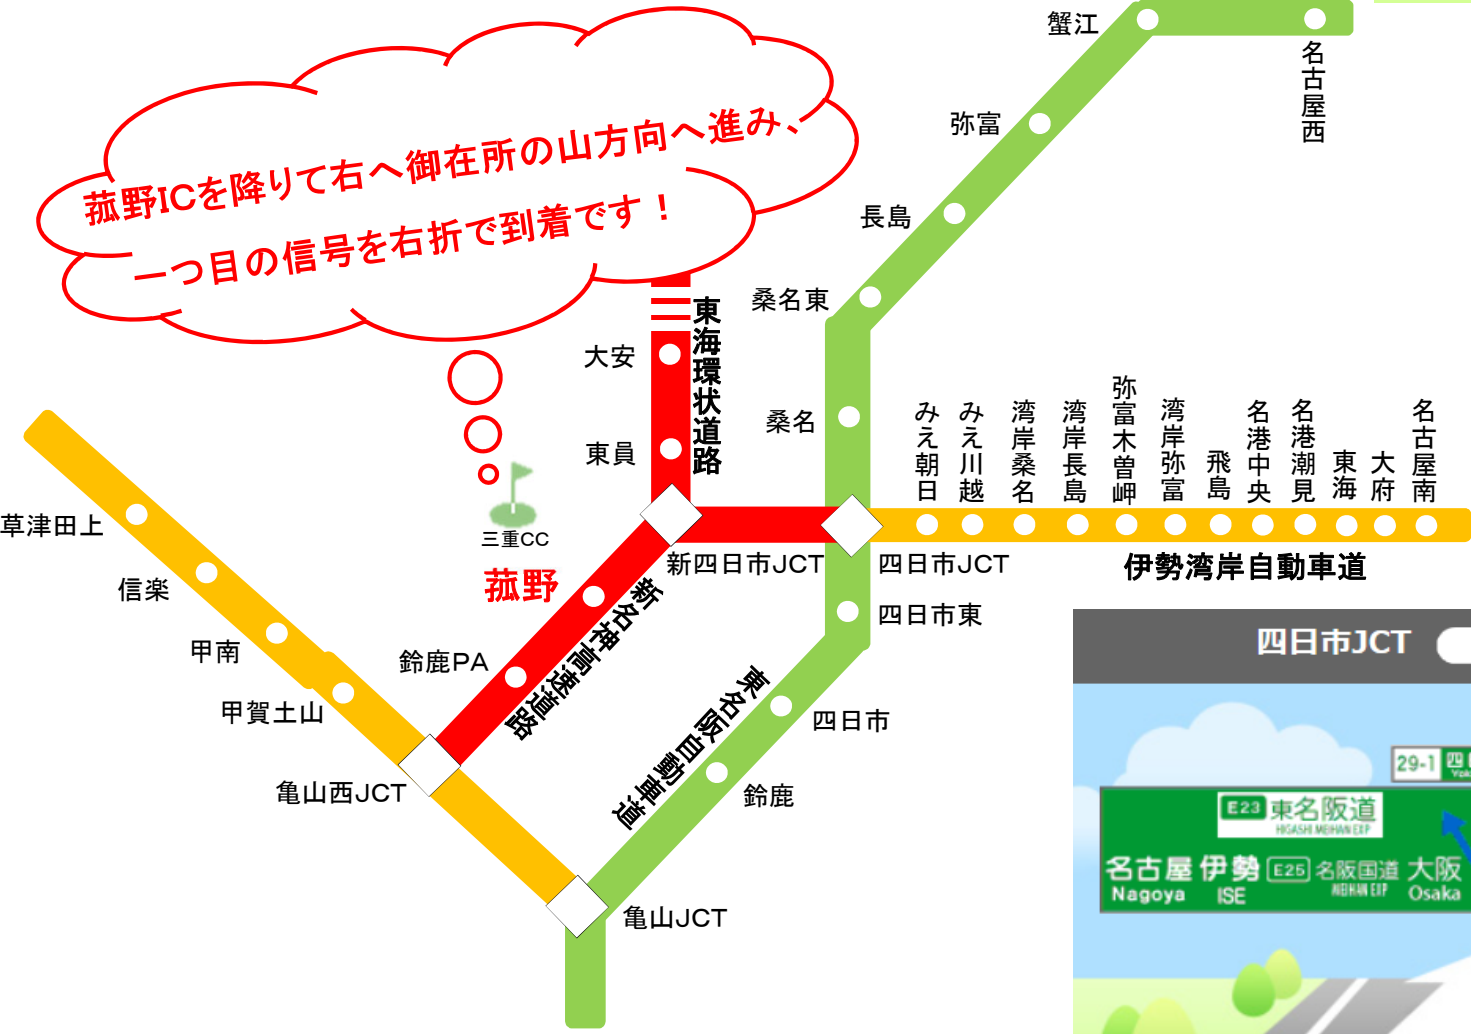 蟹江
名古屋西
弥富
長島
桑名東
桑名
菰野ICを降りて右へ御在所の山方向へ進み、
一つ目の信号を右折で到着です！
東海環状道路
大安
東員
みえ朝日
みえ川越
湾岸桑名
湾岸長島
弥富木曽岬
湾岸弥富
飛島
名港中央
名港潮見
東海
大府
名古屋南
草津田上
信楽
甲南
甲賀土山
三重CC
菰野
新四日市JCT
四日市JCT
伊勢湾岸自動車道
四日市東
鈴鹿PA
新名神高速道路
東名阪自動車道
四日市
鈴鹿
亀山西JCT
亀山JCT
四日市JCT
29-1
E23 東名阪道
HIGASHI MEIHAN EXP
名古屋 伊勢 E25 名阪国道 大阪
Nagoya ISE MEIHAN EXP Osaka